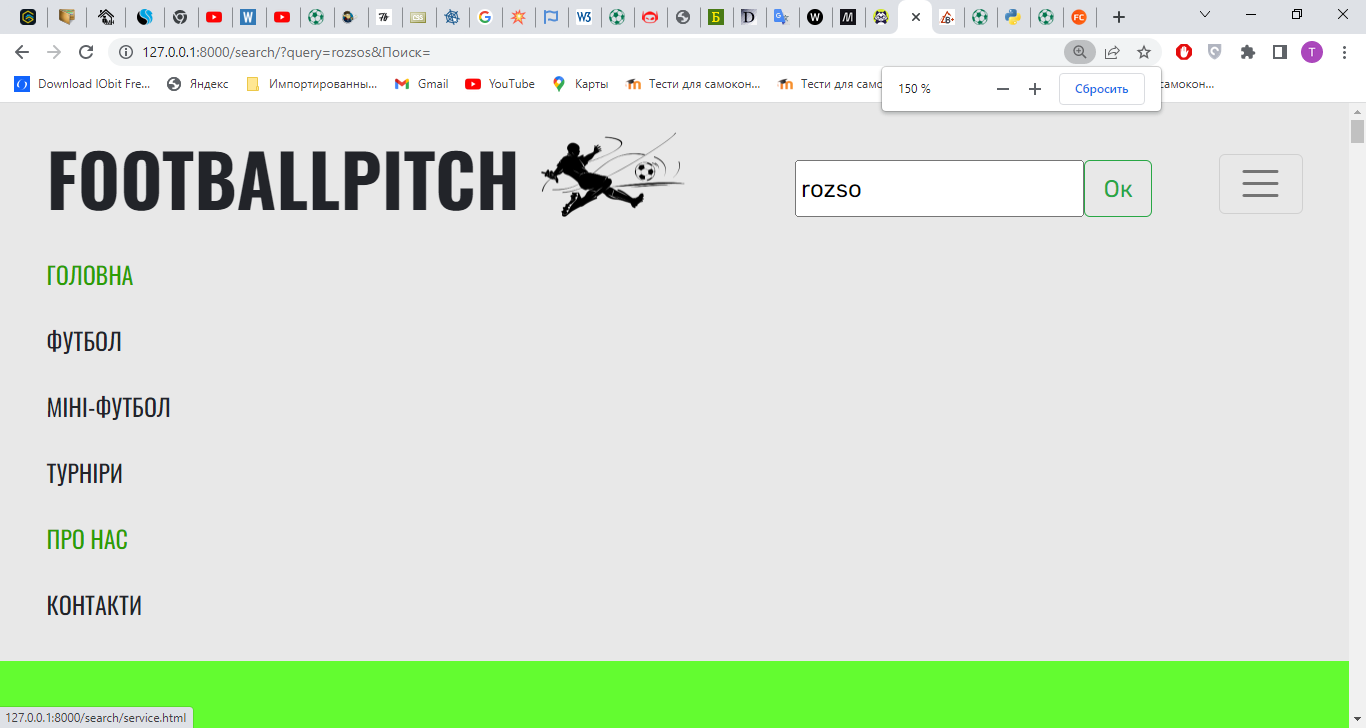 127.0.0.1:8000/search/?query=rozsos&Поиск=
Download IObit Fre... Яндекс Импортированны... Gmail YouTube Карты Тести для самокон... Тести для само самокон...
150 % Сбросить
FOOTBALLPITCH
rozso Ок
ГОЛОВНА
ФУТБОЛ
МІНІ-ФУТБОЛ
ТУРНІРИ
ПРО НАС
КОНТАКТИ
127.0.0.1:8000/search/service.html